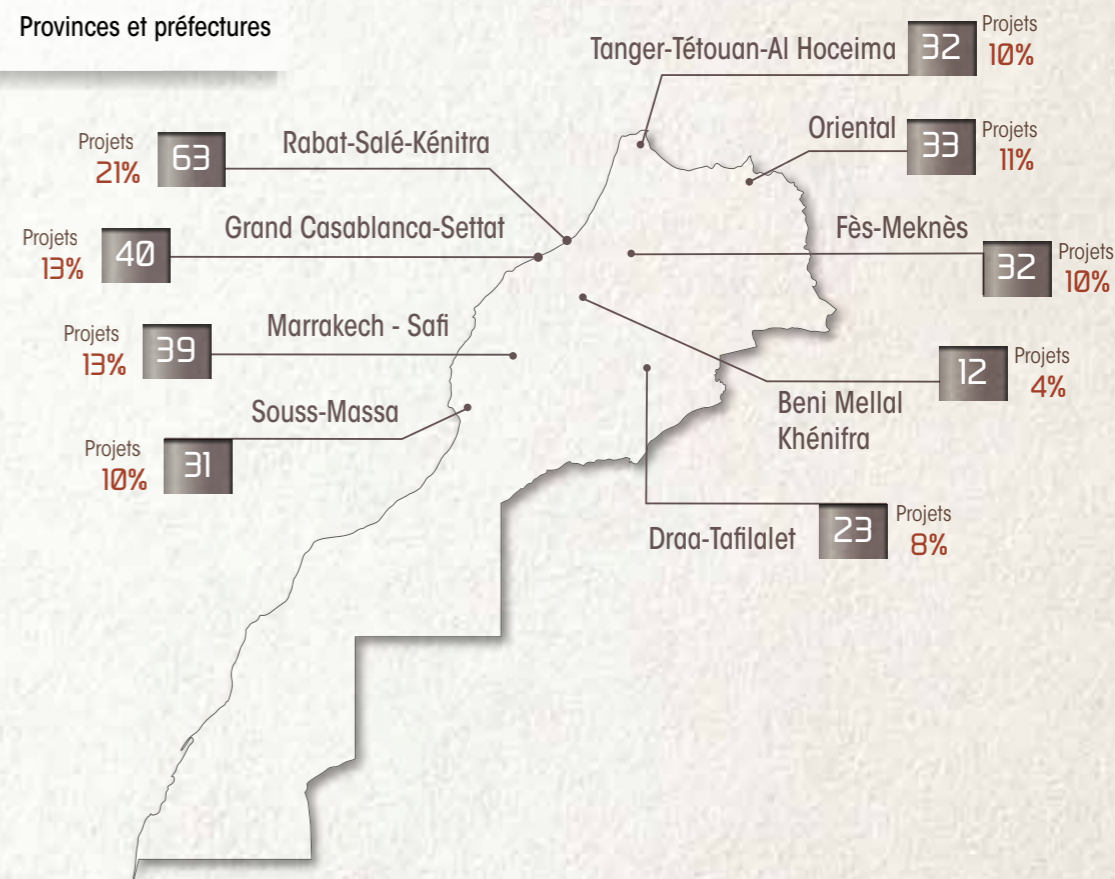 Provinces et préfectures
Tanger-Tétouan-Al Hoceima
32
Projets
10%
Oriental
33
Projets
11%
Rabat-Salé-Kénitra
Projets
21%
63
Grand Casablanca-Settat
Projets
13%
40
Fès-Meknès
32
Projets
10%
Marrakech - Safi
Projets
13%
39
12
Projets
4%
Beni Mellal
Khénifra
Souss-Massa
Projets
10%
31
Draa-Tafilalet
23
Projets
8%